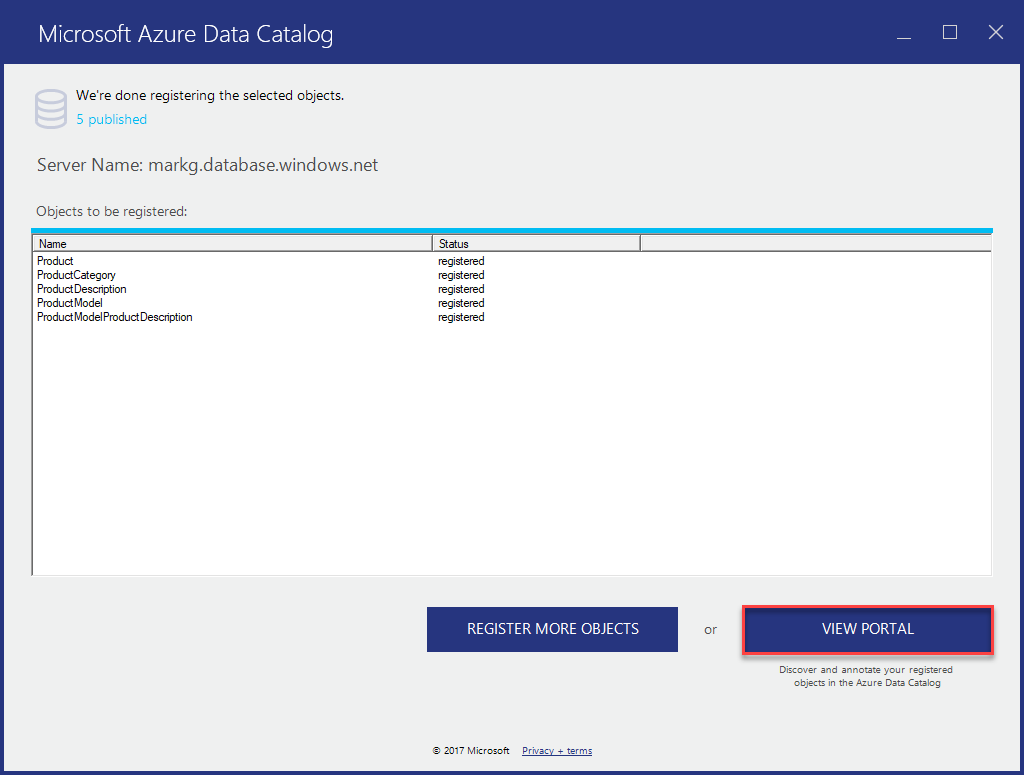 Microsoft Azure Data Catalog
We're done registering the selected objects.
5 published
Server Name: markg.database.windows.net
Objects to be registered:
Name Status
Product registered
ProductCategory registered
ProductDescription registered
ProductModel registered
ProductModelProductDescription registered
REGISTER MORE OBJECTS or VIEW PORTAL
Discover and annotate your registered
objects in the Azure Data Catalog
© 2017 Microsoft Privacy + terms